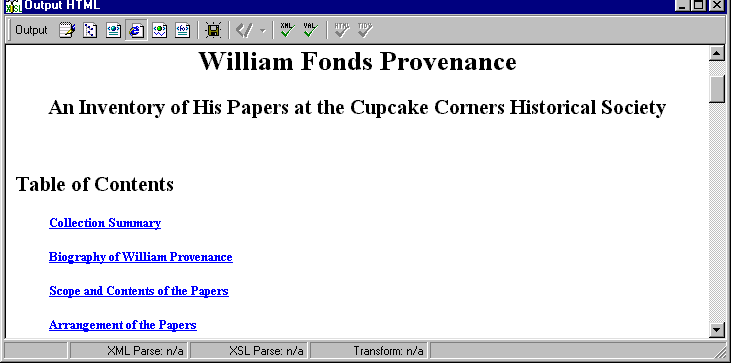 Output HTML
Output XML VAL HTML TIDY
William Fonds Provenance
An Inventory of His Papers at the Cupcake Corners Historical Society
Table of Contents
Collection Summary
Biography of William Provenance
Scope and Contents of the Papers
Arrangement of the Papers
XML Parse: n/a XSL Parse: n/a Transform: n/a